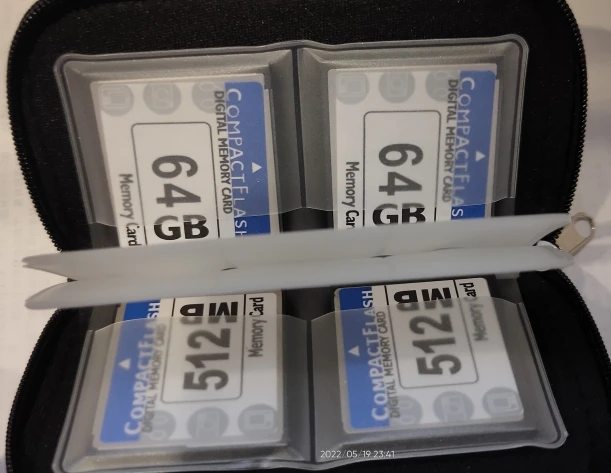 COMPACTFLASH
DIGITAL MEMORY CARD
64
GB
Memory Card
COMPACTFLAS
DIGITAL MEMORY CARD
64
GB
Memory Card
COMPACTFLASH
DIGITAL MEMORY CARD
512
MB
Memory Card
COMPACTFLASH
DIGITAL MEMORY CARD
512
MB
Memory Card
2022/05/19 23:41